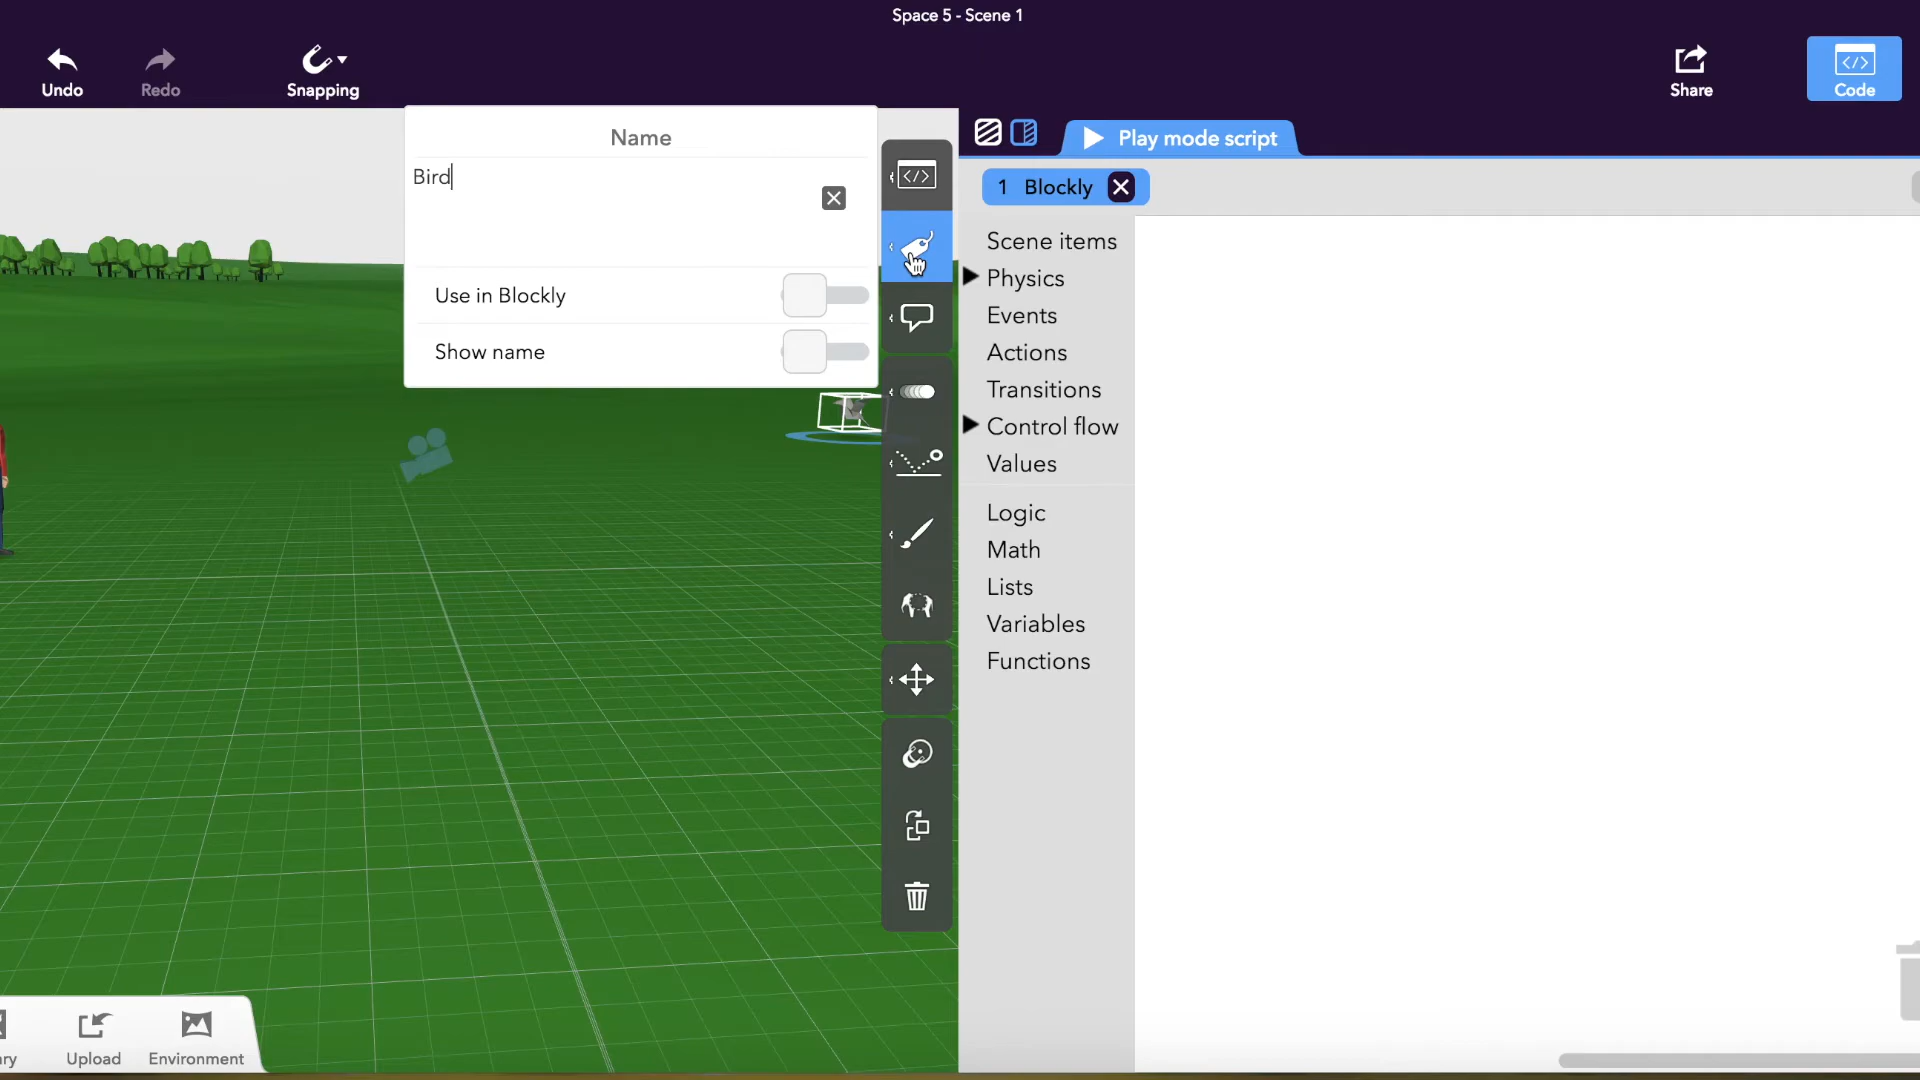 Space 5 - Scene 1
Undo
Redo
Snapping
Share
Code
Name
Bird
Use in Blockly
Show name
Play mode script
1 Blockly
Scene items
Physics
Events
Actions
Transitions
Control flow
Values
Logic
Math
Lists
Variables
Functions
ry
Upload
Environment